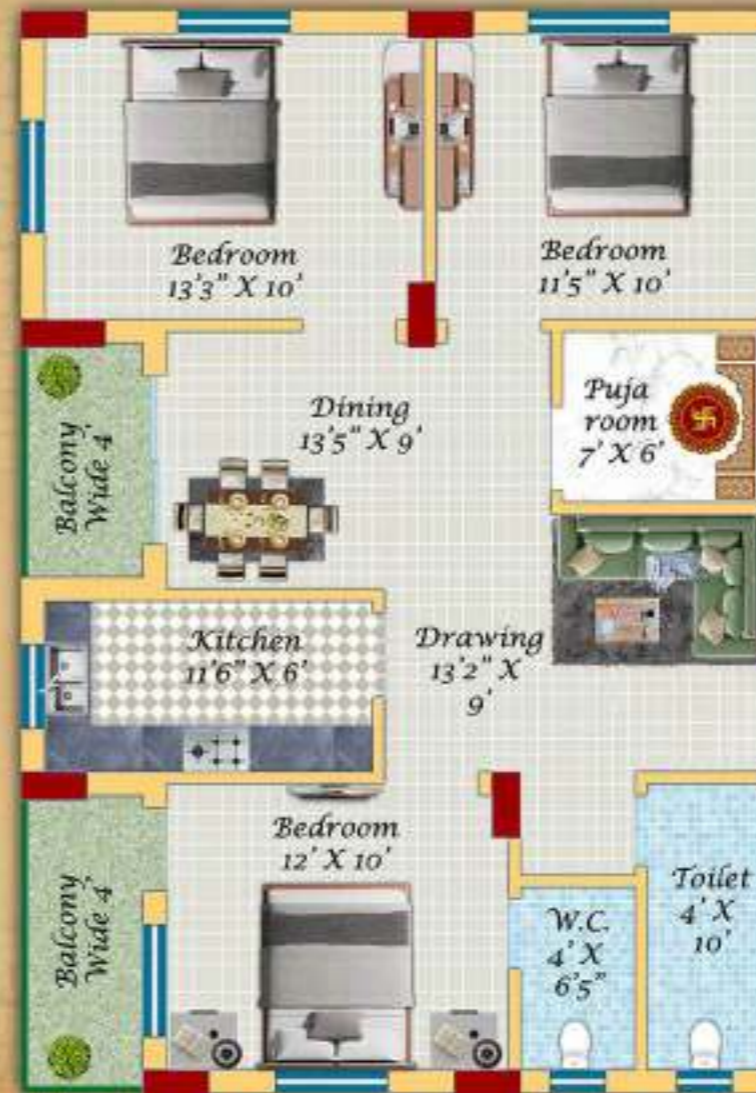 Bedroom
13'3" X 10'
Bedroom
11'5" X 10'
Dining
13'5" X 9'
Puja
room
7' X 6'
Balcony
Wide 4'
Kitchen
11'6" X 6'
Drawing
13'2" X
9'
Bedroom
12' X 10'
Balcony
Wide 4'
W.C.
4' X
6'5"
Toilet
4' X
10'